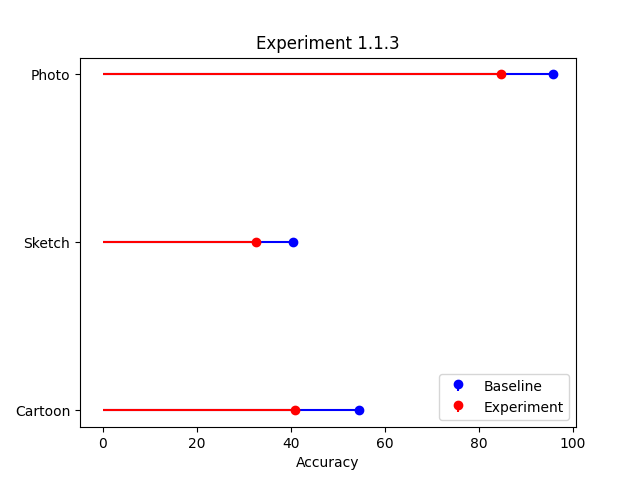 Experiment 1.1.3
Photo
Sketch
Cartoon
Baseline
Experiment
0 20 40 60 80 100
Accuracy